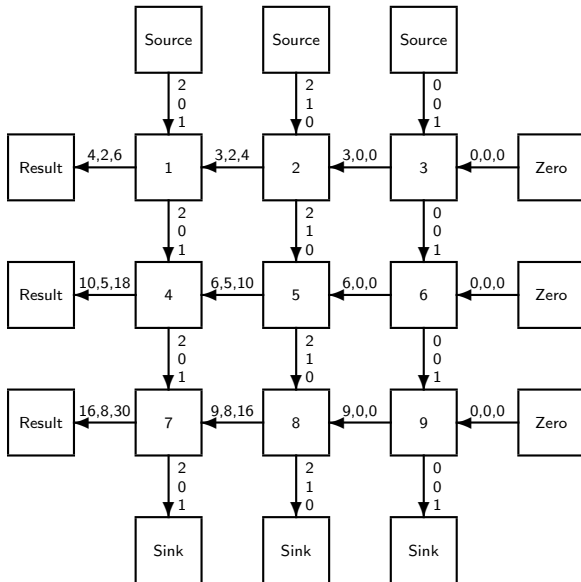 Source Source Source
2 2 0
0 1 0
1 0 1
4,2,6 3,2,4 3,0,0 0,0,0
Result 1 2 3 Zero
2 2 0
0 1 0
1 0 1
10,5,18 6,5,10 6,0,0 0,0,0
Result 4 5 6 Zero
2 2 0
0 1 0
1 0 1
16,8,30 9,8,16 9,0,0 0,0,0
Result 7 8 9 Zero
2 2 0
0 1 0
1 0 1
Sink Sink Sink